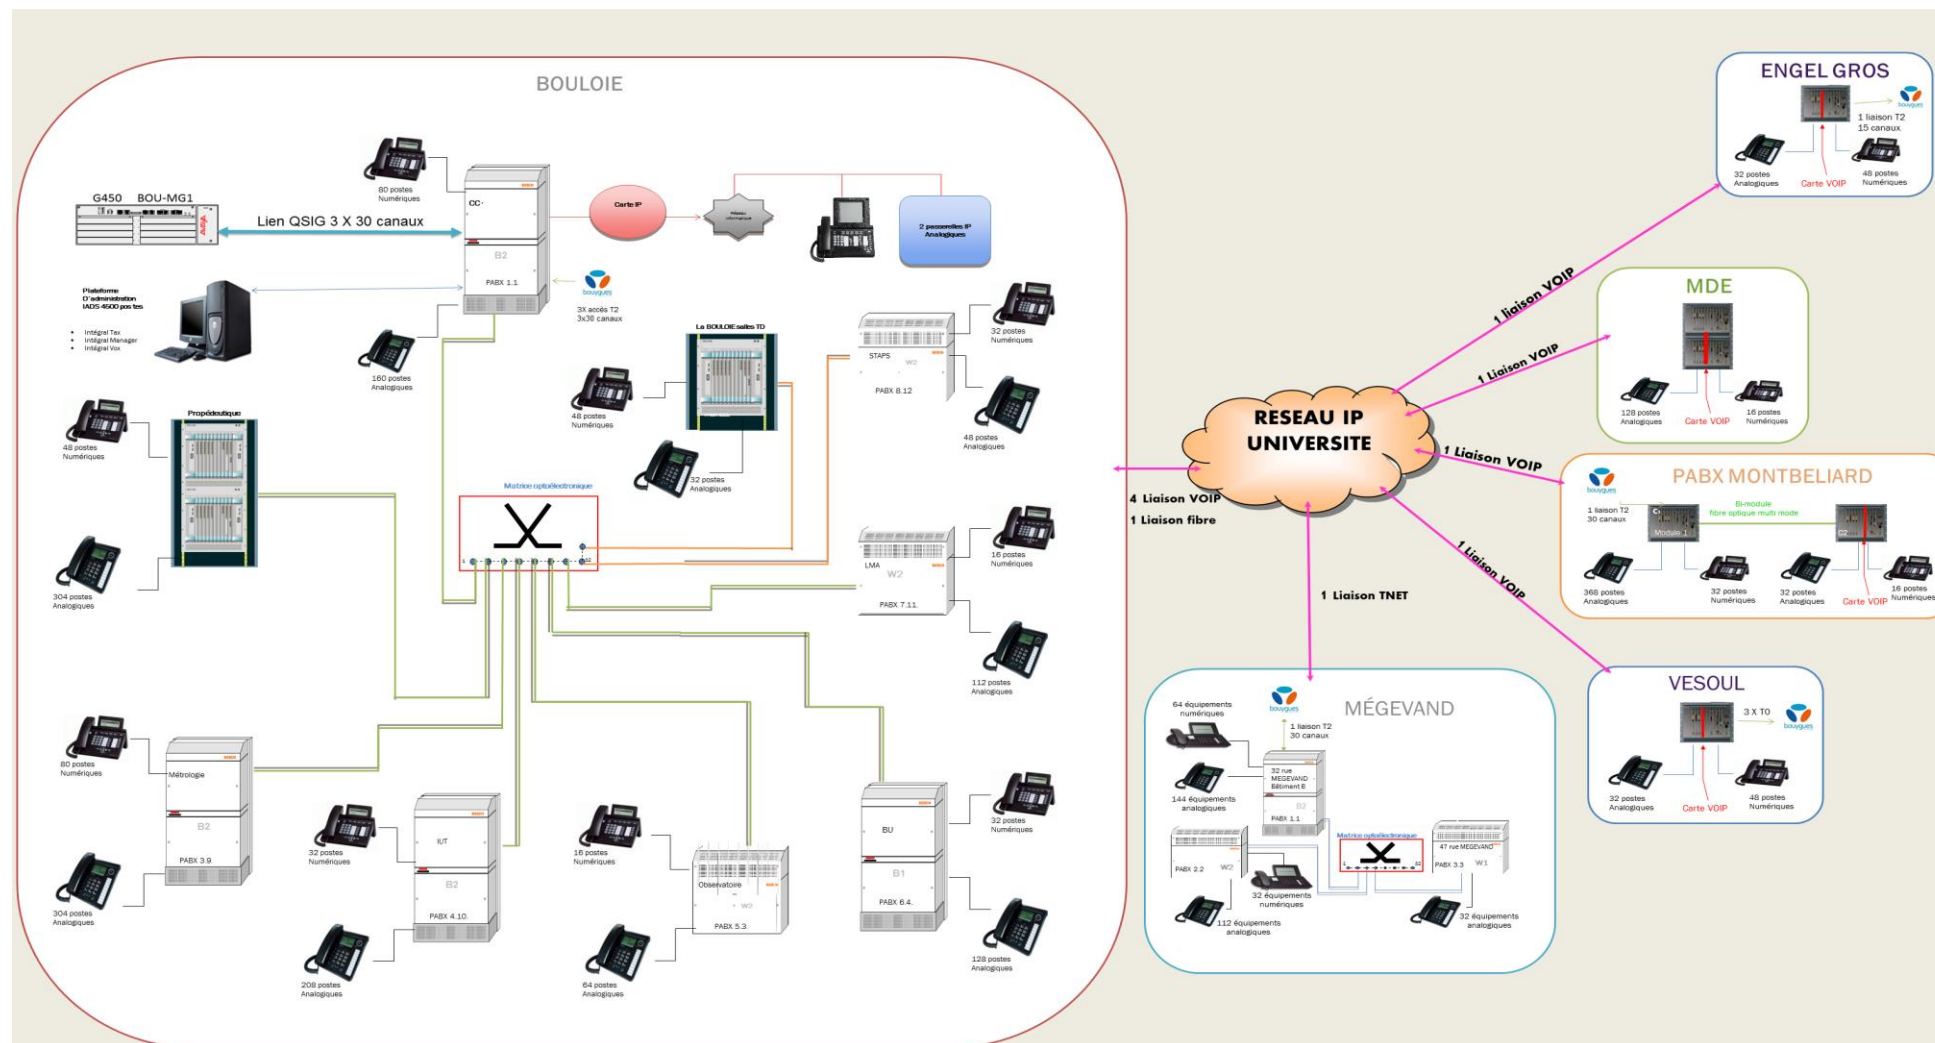 BOULOIE
80 postes
Numériques
G450 BOU-MG1
AVAYA
Lien QSIG 3 X 30 canaux
CC
B2
PABX 1.1.
Carte IP
Réseau
informatique
2 passerelles IP
Analogiques
Plateforme
D'administration
IADS 4500 postes
• Intégral Tax
• Intégral Manager
• Intégral Vox
bouygues
3X accès T2
3x30 canaux
160 postes
Analogiques
La BOULOIE salles TD
48 postes
Numériques
32 postes
Analogiques
32 postes
Numériques
STAPS
W2
PABX 8.12
48 postes
Analogiques
Propédeutique
48 postes
Numériques
304 postes
Analogiques
Matrice optoélectronique
1
32
LMA
W2
PABX 7.11.
16 postes
Numériques
112 postes
Analogiques
80 postes
Numériques
Métrologie
B2
PABX 3.9.
304 postes
Analogiques
32 postes
Numériques
IUT
B2
PABX 4.10.
208 postes
Analogiques
16 postes
Numériques
Observatoire
W2
PABX 5.3.
64 postes
Analogiques
BU
B1
PABX 6.4.
32 postes
Numériques
128 postes
Analogiques
RESEAU IP
UNIVERSITE
4 Liaison VOIP
1 Liaison fibre
1 liaison VOIP
1 Liaison VOIP
1 Liaison VOIP
1 Liaison VOIP
1 Liaison TNET
ENGEL GROS
bouygues
1 liaison T2
15 canaux
32 postes
Analogiques
Carte VOIP
48 postes
Numériques
MDE
128 postes
Analogiques
Carte VOIP
16 postes
Numériques
PABX MONTBELIARD
bouygues
1 liaison T2
30 canaux
Bi-module
fibre optique multi mode
Module 1
368 postes
Analogiques
32 postes
Numériques
32 postes
Analogiques
Carte VOIP
16 postes
Numériques
VESOUL
3 X T0
bouygues
32 postes
Analogiques
Carte VOIP
48 postes
Numériques
MÉGEVAND
64 équipements
numériques
bouygues
1 liaison T2
30 canaux
32 rue
MEGEVAND
Bâtiment B
B2
PABX 1.1
144 équipements
analogiques
W2
PABX 2.2
32 équipements
numériques
112 équipements
analogiques
Matrice optoélectronique
1
32
47 rue MEGEVAND
PABX 3.3
W1
32 équipements
analogiques